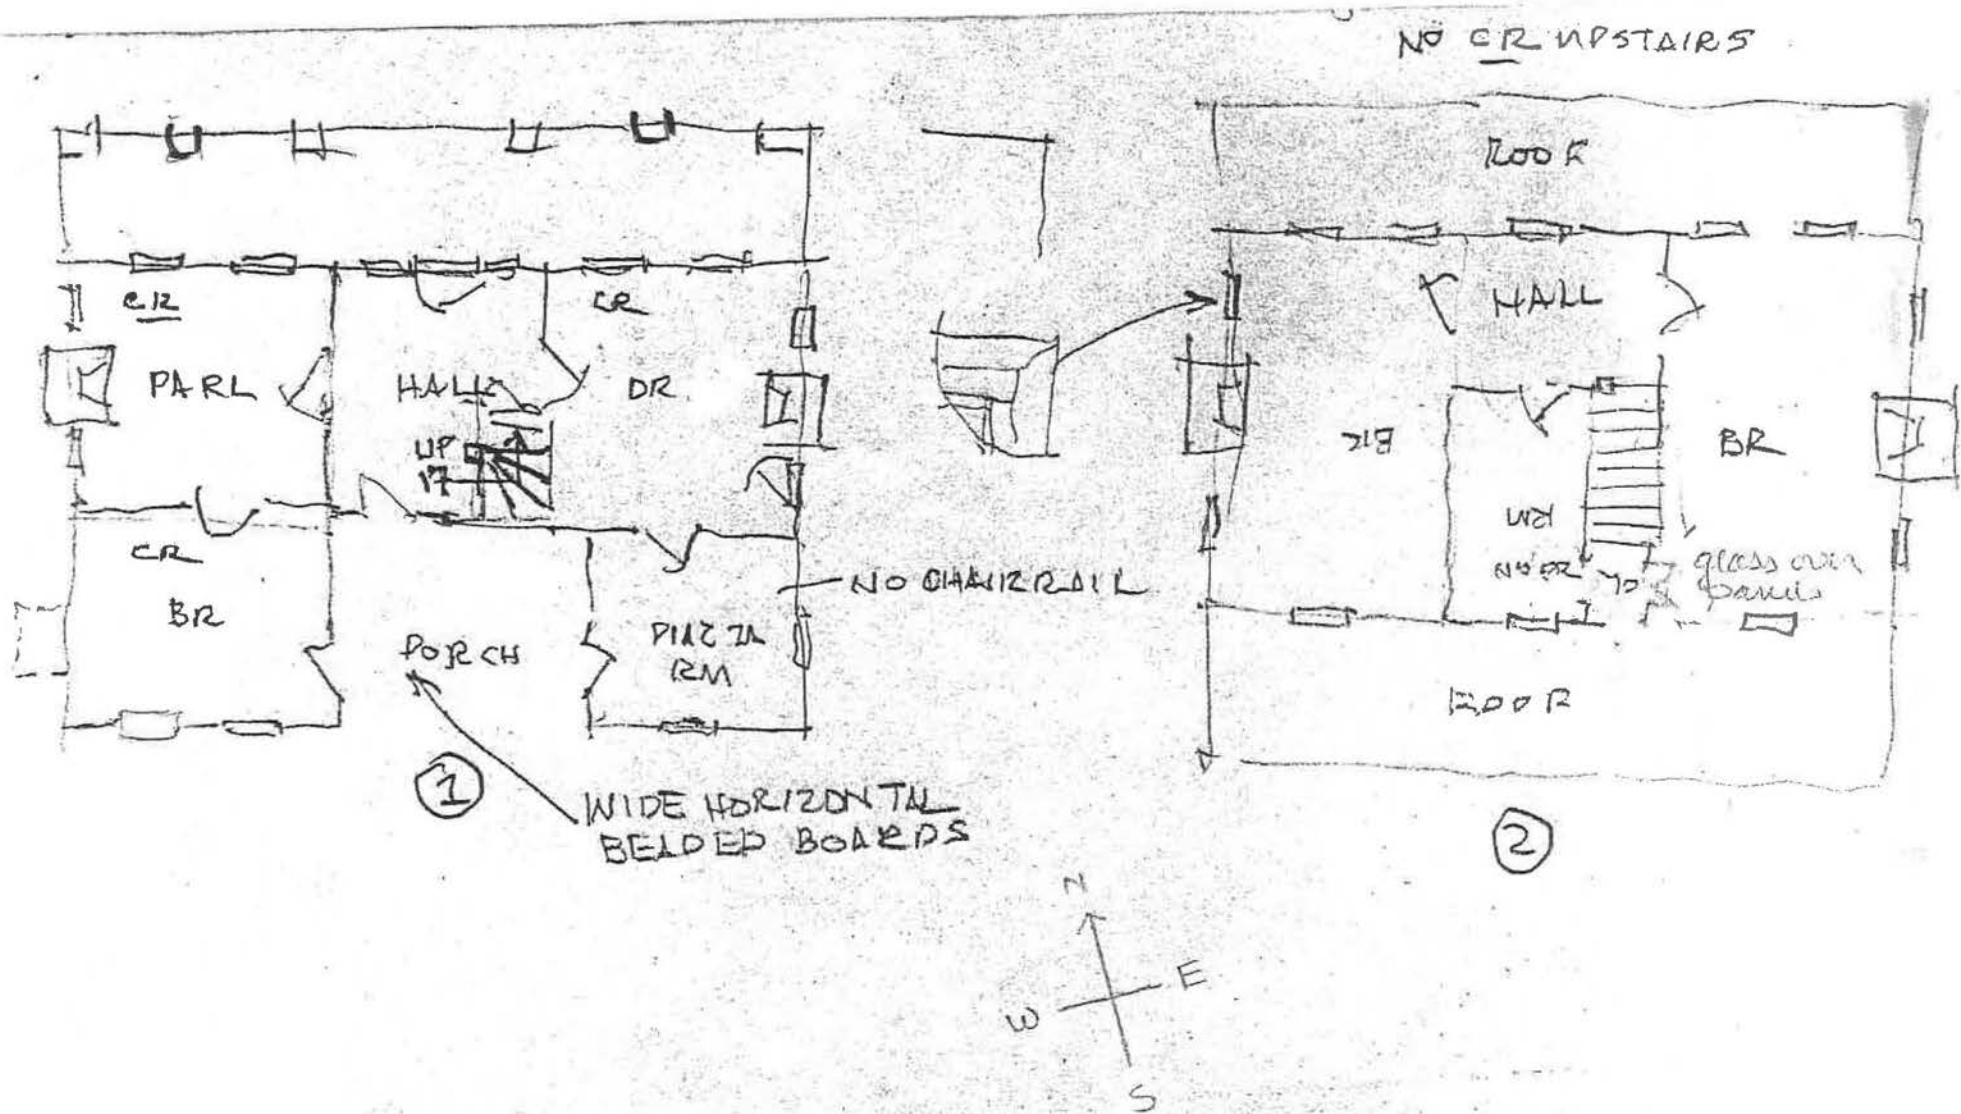 NO CR UPSTAIRS
ROOF
CR
CR
HALL
PARL
HALL
DR
UP
17
BR
BR
RM
CR
BR
PORCH
PIAZZA
RM
NO CHAIR RAIL
glass over
panels
ROOF
1
WIDE HORIZONTAL
BEADED BOARDS
2
N
W
E
S